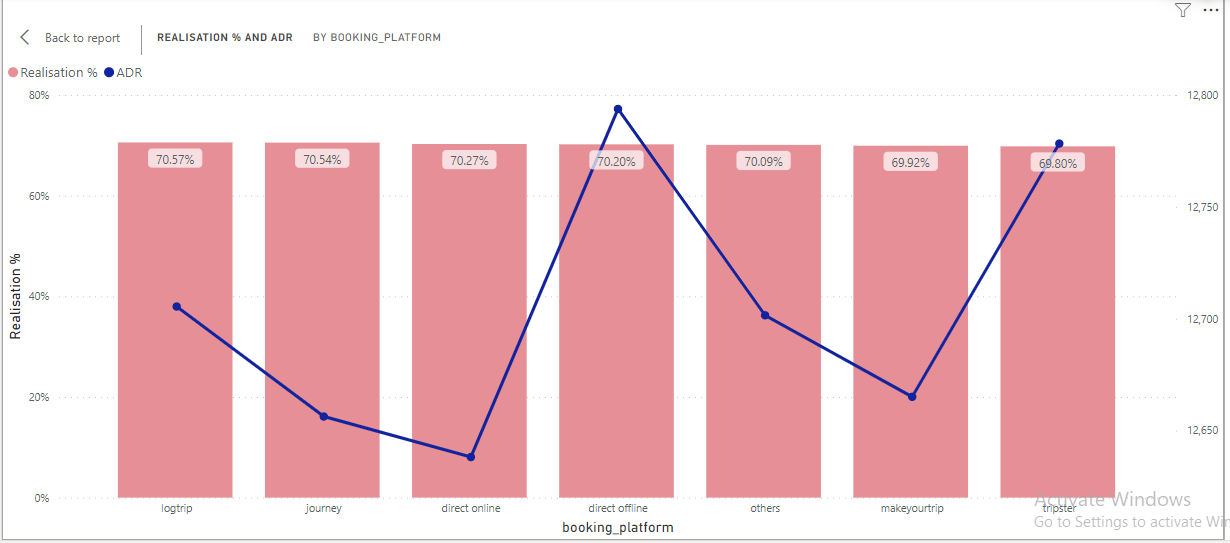 Back to report
REALISATION % AND ADR BY BOOKING_PLATFORM
Realisation % ADR
80% 12,800
70.57% 70.54% 70.27% 70.20% 70.09% 69.92% 69.80%
60%
12,750
Realisation %
40%
12,700
20%
12,650
0%
Activate Windows
logtrip journey direct online direct offline others makeyourtrip tripster
Go to Settings to activate Win
booking_platform